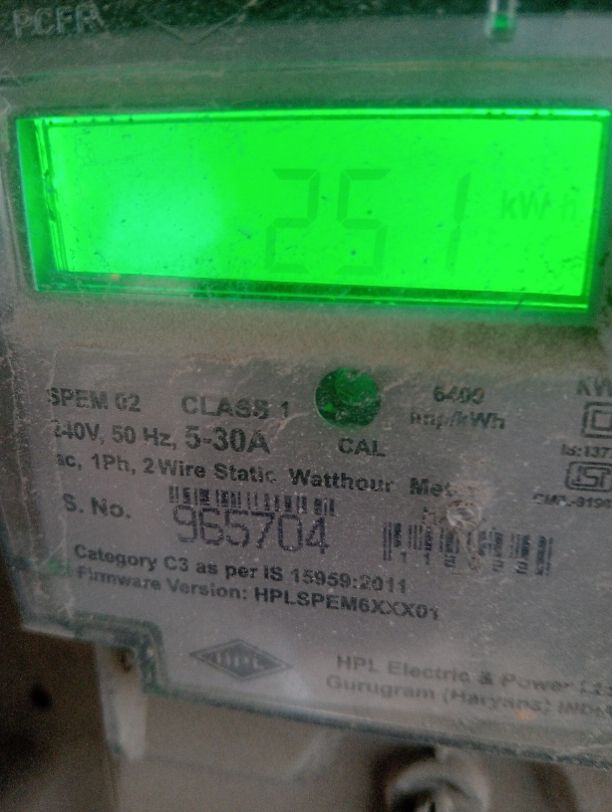 251 kWh
SPEM 02 CLASS 1 6400
240V, 50 Hz, 5-30A imp/kWh
CAL
ac, 1Ph, 2Wire Static Watthour
S. No. 965704
Category C3 as per IS 15959:2011
Firmware Version: HPLSPEM6XXX01
HPL
HPL Electric & Power
Gurugram (Haryana) INDIA